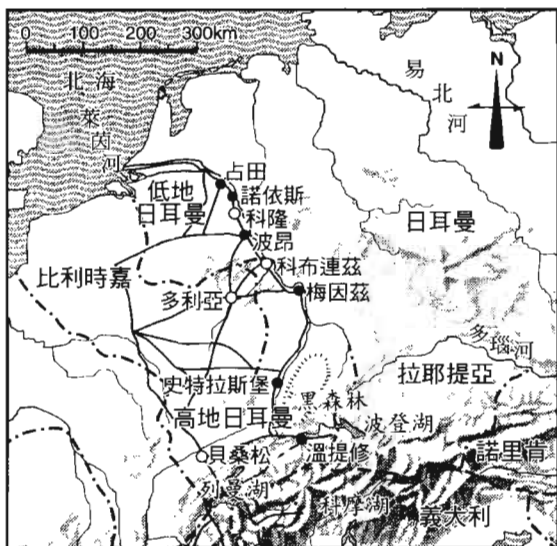 0 100 200 300km
北海
萊茵河
易北河
N
占田
諾依斯
科隆
低地
日耳曼
波昂
日耳曼
科布連茲
比利時嘉
多利亞
梅因茲
多瑙河
史特拉斯堡
黑森林
拉耶提亞
高地日耳曼
波登湖
貝桑松
溫提修
諾里肯
列曼湖
科摩湖
義大利